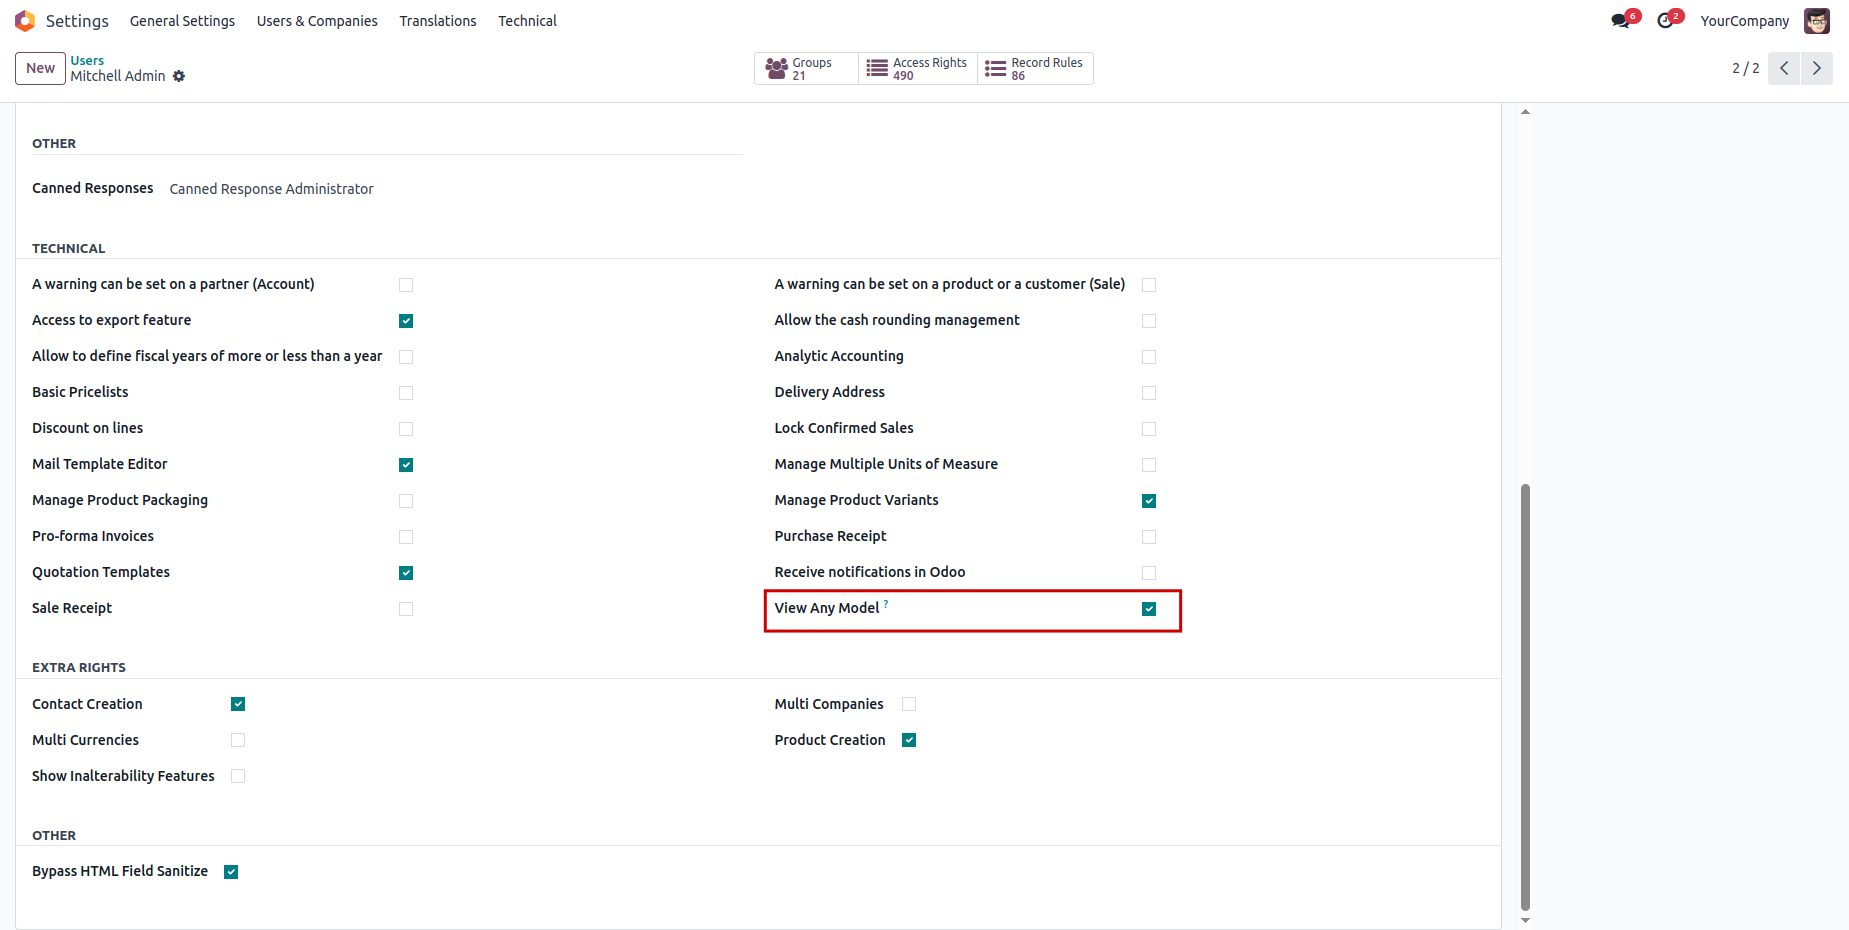 Settings General Settings Users & Companies Translations Technical 6 2 YourCompany
New Users Groups 21 Access Rights 490 Record Rules 86 2 / 2
Mitchell Admin
OTHER
Canned Responses Canned Response Administrator
TECHNICAL
A warning can be set on a partner (Account) A warning can be set on a product or a customer (Sale)
Access to export feature Allow the cash rounding management
Allow to define fiscal years of more or less than a year Analytic Accounting
Basic Pricelists Delivery Address
Discount on lines Lock Confirmed Sales
Mail Template Editor Manage Multiple Units of Measure
Manage Product Packaging Manage Product Variants
Pro-forma Invoices Purchase Receipt
Quotation Templates Receive notifications in Odoo
Sale Receipt View Any Model ?
EXTRA RIGHTS
Contact Creation Multi Companies
Multi Currencies Product Creation
Show Inalterability Features
OTHER
Bypass HTML Field Sanitize